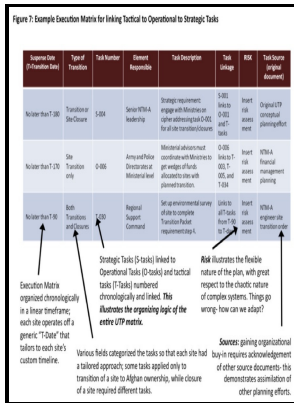 Figure 7: Example Execution Matrix for linking Tactical to Operational to Strategic Tasks
Suspense Date
(T=Transition Date)
Type of
Transition
Task Number
Element
Responsible
Task Description
Task
Linkage
RISK
Task Source
(original
document)
No later than T-180
Transition or
Site Closure
S-004
Senior NTM-A
leadership
Strategic requirement:
engage with Ministries on
cipher addressing task O-001
for all site transition/closures
S-001
links to
O-001
and T-
tasks
Insert
risk
assess
ment
Original UTP
conceptual
planning effort
No later than T-170
Site
Transition
only
O-006
Army and Police
Directorates at
Ministerial level
Ministerial advisors must
coordinate with Ministries to
get wedges of funds
allocated to sites with
planned transition.
O-006
links to T-
003, T-
005, and
T-034
Insert
risk
assess
ment
NTM-A
financial
management
planning
No later than T-90
Both
Transitions
and Closures
T-030
Regional
Support
Command
Set up environmental survey
of site to complete
Transition Packet
requirement step 4.
Links to
all T-tasks
from T-90
Insert
risk
assess
ment
NTM-A
engineer site
transition order
Execution Matrix
organized chronologically
in a linear timeframe;
each site operates off a
generic "T-Date" that
tailors to each site's
custom timeline.
Strategic Tasks (S-tasks) linked to
Operational Tasks (O-tasks) and tactical
tasks (T-Tasks) numbered
chronologically and linked. This
illustrates the organizing logic of the
entire UTP matrix.
Various fields categorized the tasks so that each site had
a tailored approach; some tasks applied only to
transition of a site to Afghan ownership, while closure
of a site required different tasks.
Risk illustrates the flexible
nature of the plan, with great
respect to the chaotic nature
of complex systems. Things go
wrong- how can we adapt?
Sources: gaining organizational
buy-in requires acknowledgement
of other source documents- this
demonstrates assimilation of
other planning efforts.